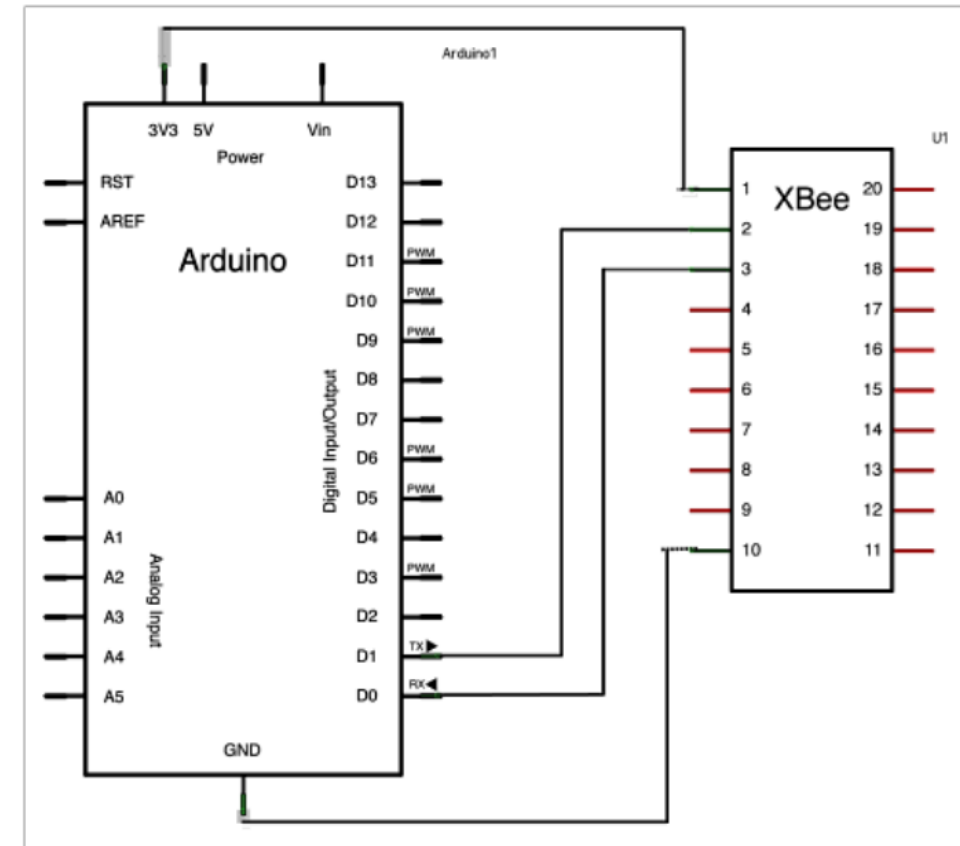 Arduino1
3V3 5V Vin
Power
U1
RST D13
AREF D12
Arduino
PWM
D11
PWM
D10
PWM
D9
D8
D7
PWM
D6
PWM
D5
D4
PWM
D3
D2
TX
D1
RX
D0
Digital Input/Output
A0
A1
A2
A3
A4
A5
Analog Input
GND
XBee
1 20
2 19
3 18
4 17
5 16
6 15
7 14
8 13
9 12
10 11